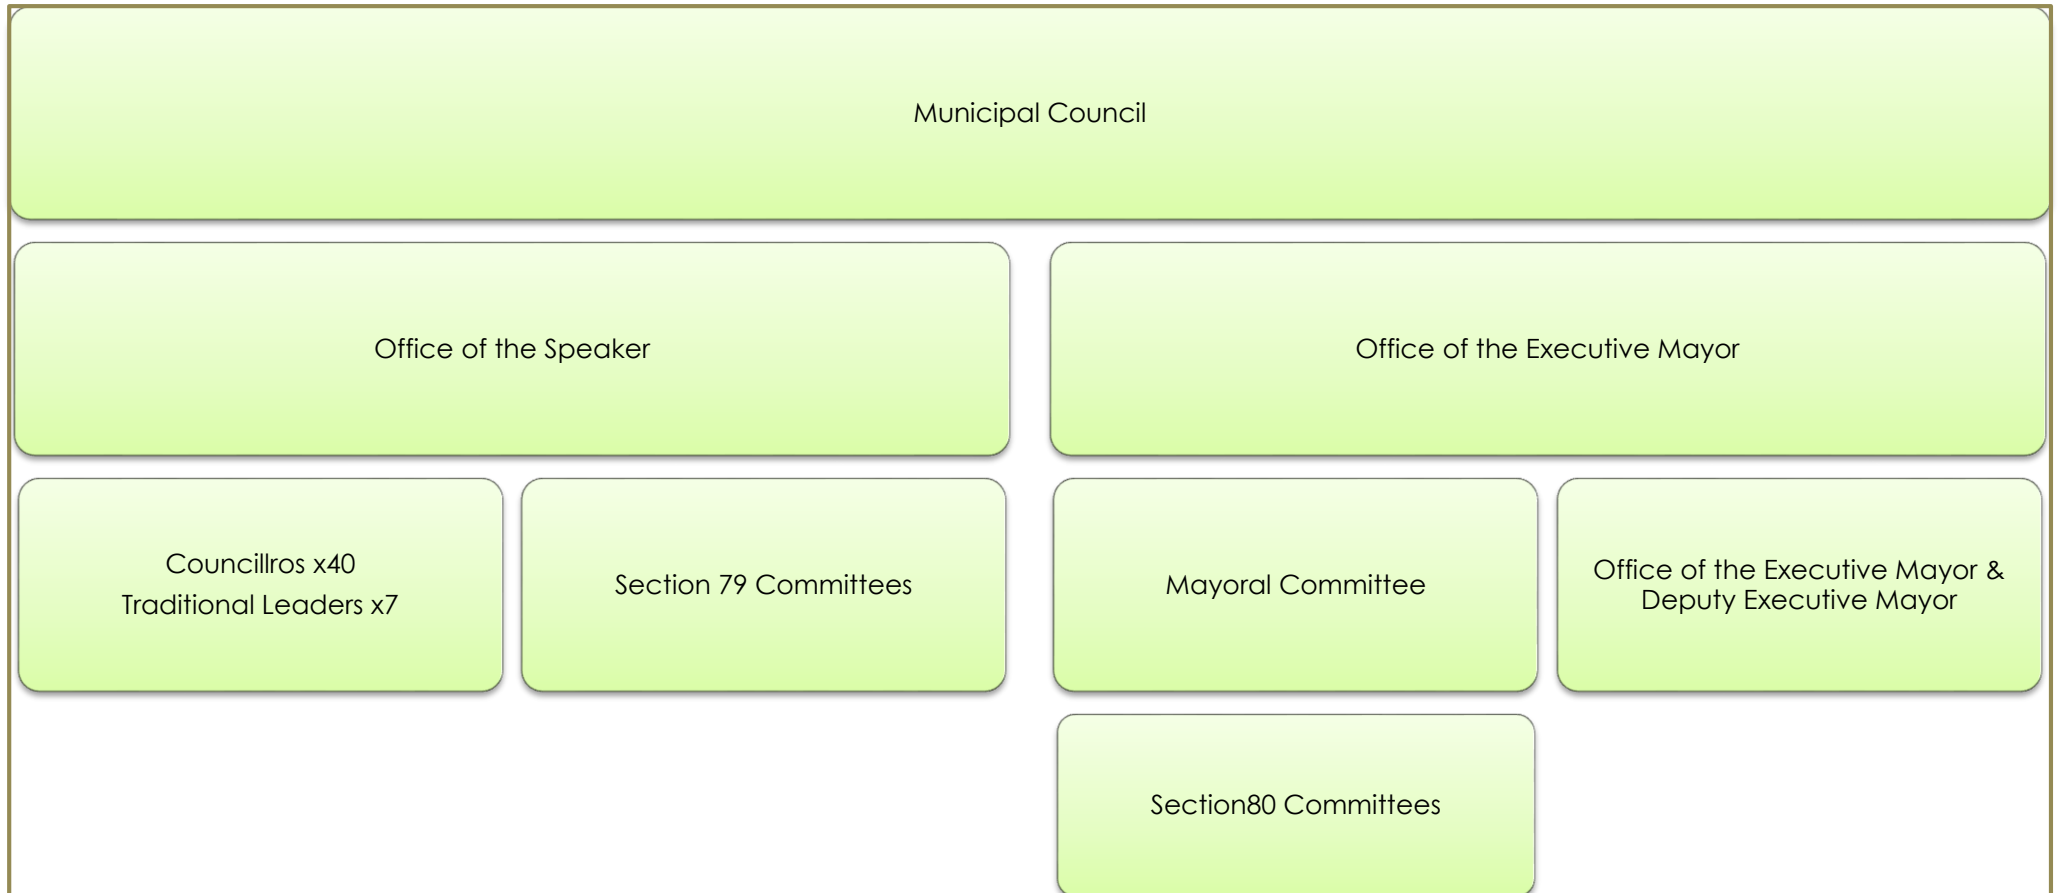 Municipal Council
Office of the Speaker
Office of the Executive Mayor
Councillros x40
Traditional Leaders x7
Section 79 Committees
Mayoral Committee
Office of the Executive Mayor &
Deputy Executive Mayor
Section80 Committees